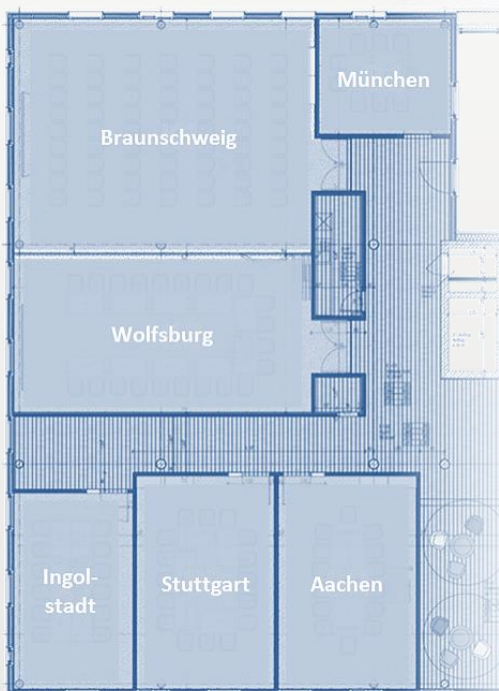 München
Braunschweig
Wolfsburg
Ingol-
stadt
Stuttgart
Aachen